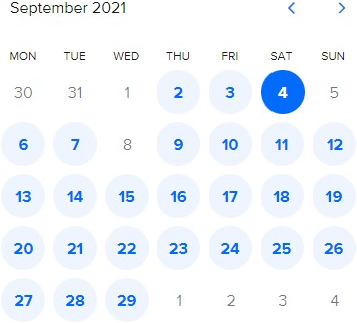 September 2021
MON TUE WED THU FRI SAT SUN
30 31 1 2 3 4 5
6 7 8 9 10 11 12
13 14 15 16 17 18 19
20 21 22 23 24 25 26
27 28 29 1 2 3 4